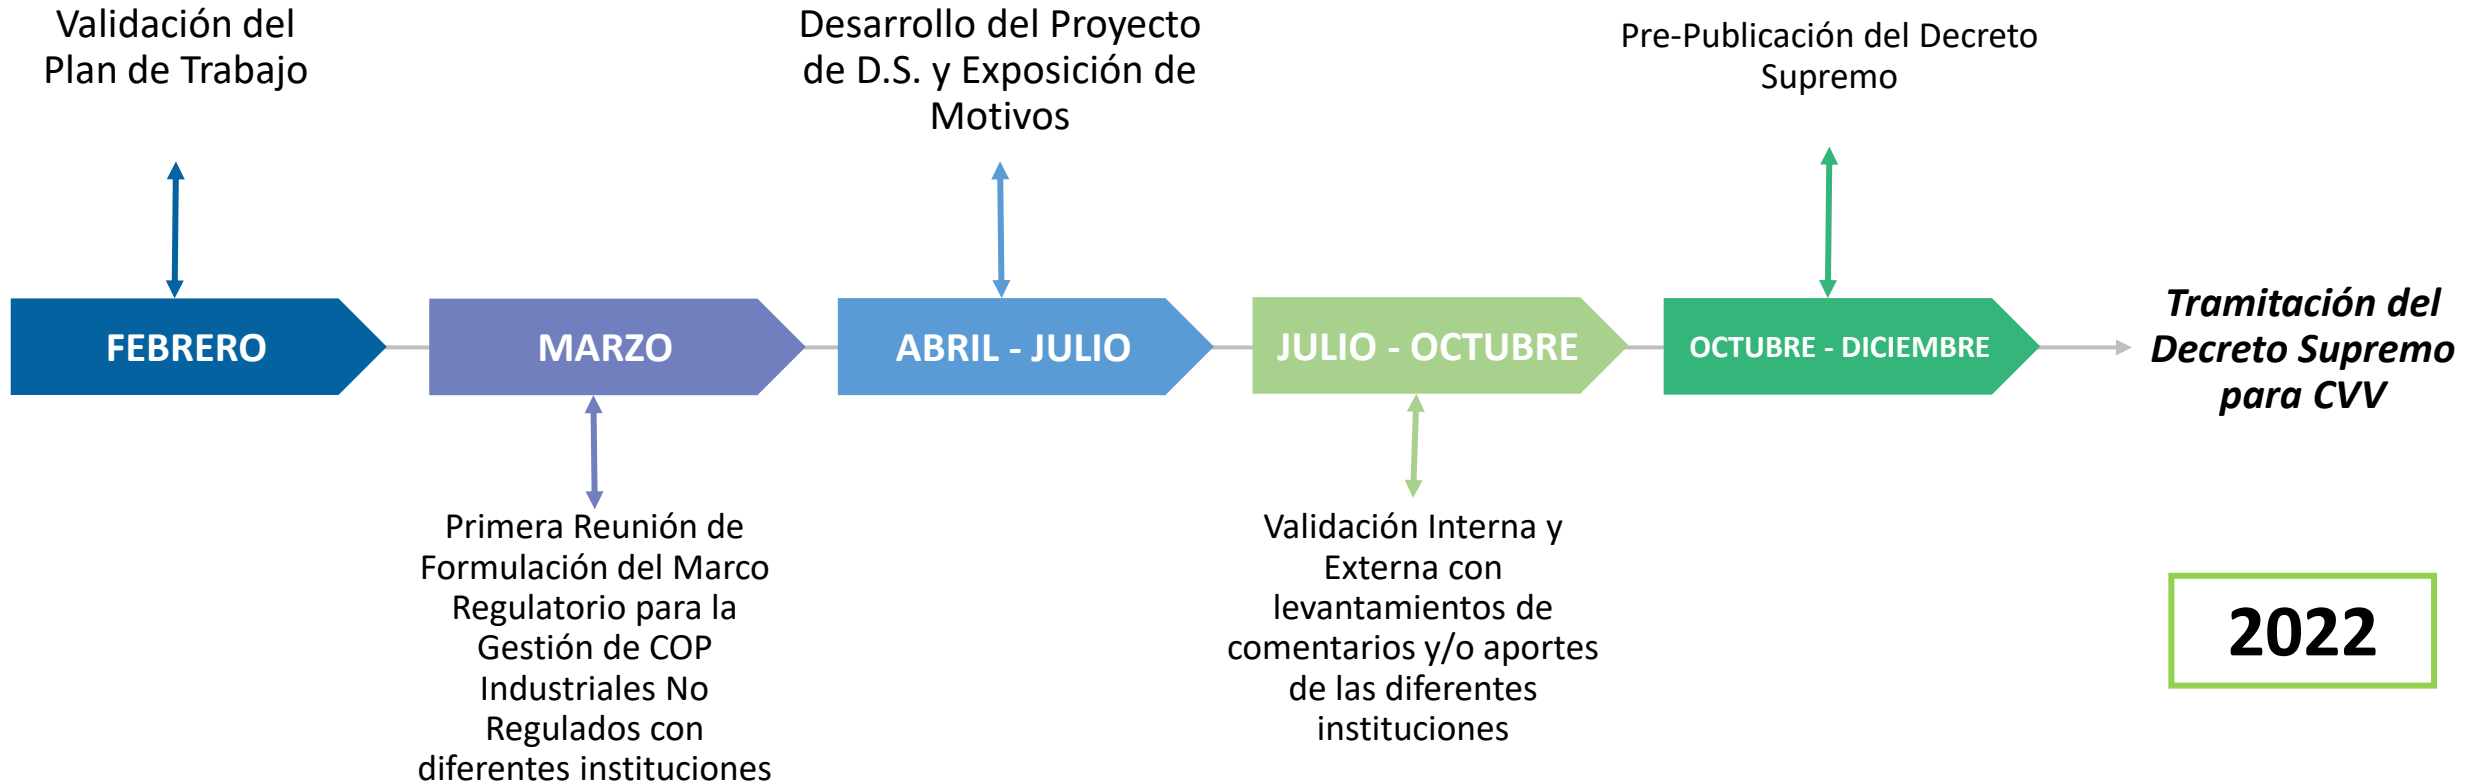 Validación del
Plan de Trabajo
Desarrollo del Proyecto
de D.S. y Exposición de
Motivos
Pre-Publicación del Decreto
Supremo
FEBRERO
MARZO
ABRIL - JULIO
JULIO - OCTUBRE
OCTUBRE - DICIEMBRE
Tramitación del
Decreto Supremo
para CVV
Primera Reunión de
Formulación del Marco
Regulatorio para la
Gestión de COP
Industriales No
Regulados con
diferentes instituciones
Validación Interna y
Externa con
levantamientos de
comentarios y/o aportes
de las diferentes
instituciones
2022